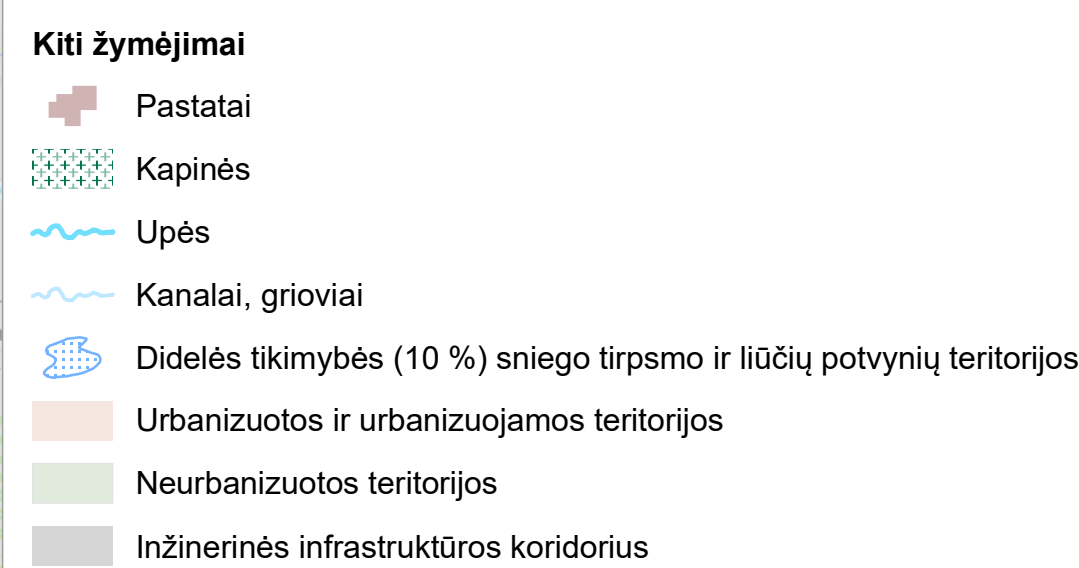 Kiti žymėjimai
Pastatai
Kapinės
Upės
Kanalai, grioviai
Didelės tikimybės (10 %) sniego tirpsmo ir liūčių potvynių teritorijos
Urbanizuotos ir urbanizuojamos teritorijos
Neurbanizuotos teritorijos
Inžinerinės infrastruktūros koridorius